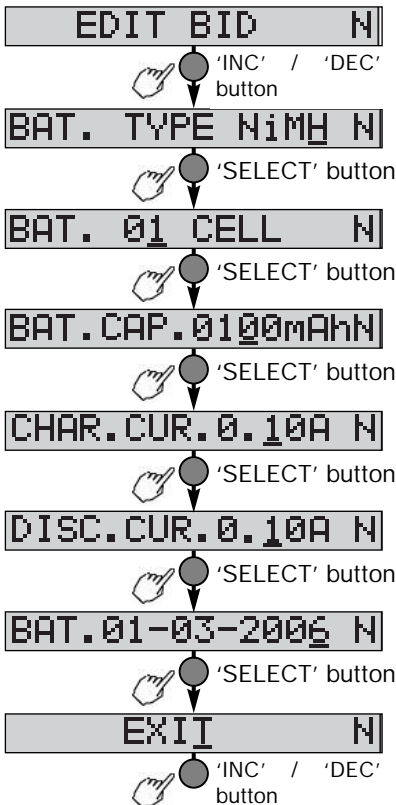 EDIT BID N
'INC' / 'DEC'
button
BAT. TYPE NiMH N
'SELECT' button
BAT. 01 CELL N
'SELECT' button
BAT.CAP.0100mAhN
'SELECT' button
CHAR.CUR.0.10A N
'SELECT' button
DISC.CUR.0.10A N
'SELECT' button
BAT.01-03-2006 N
'SELECT' button
EXIT N
'INC' / 'DEC'
button